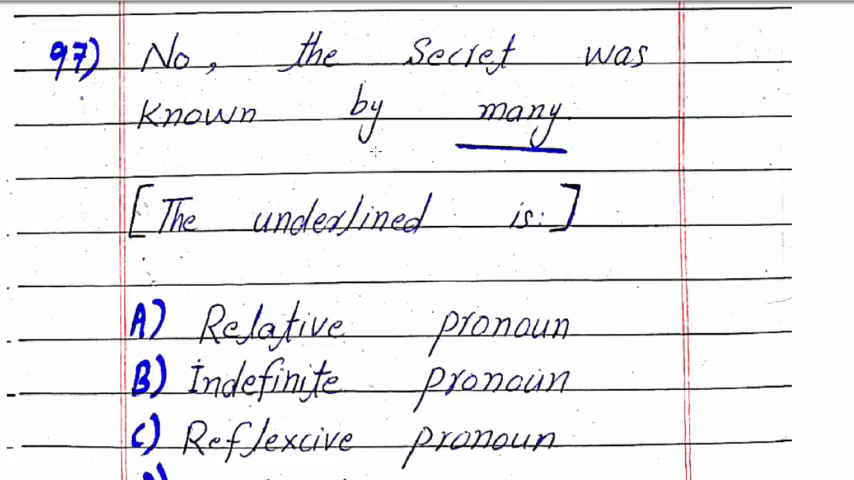 97) No, the Secret was
known by many.
[The underlined is:]
A) Relative pronoun
B) Indefinite pronoun
C) Reflexcive pronoun